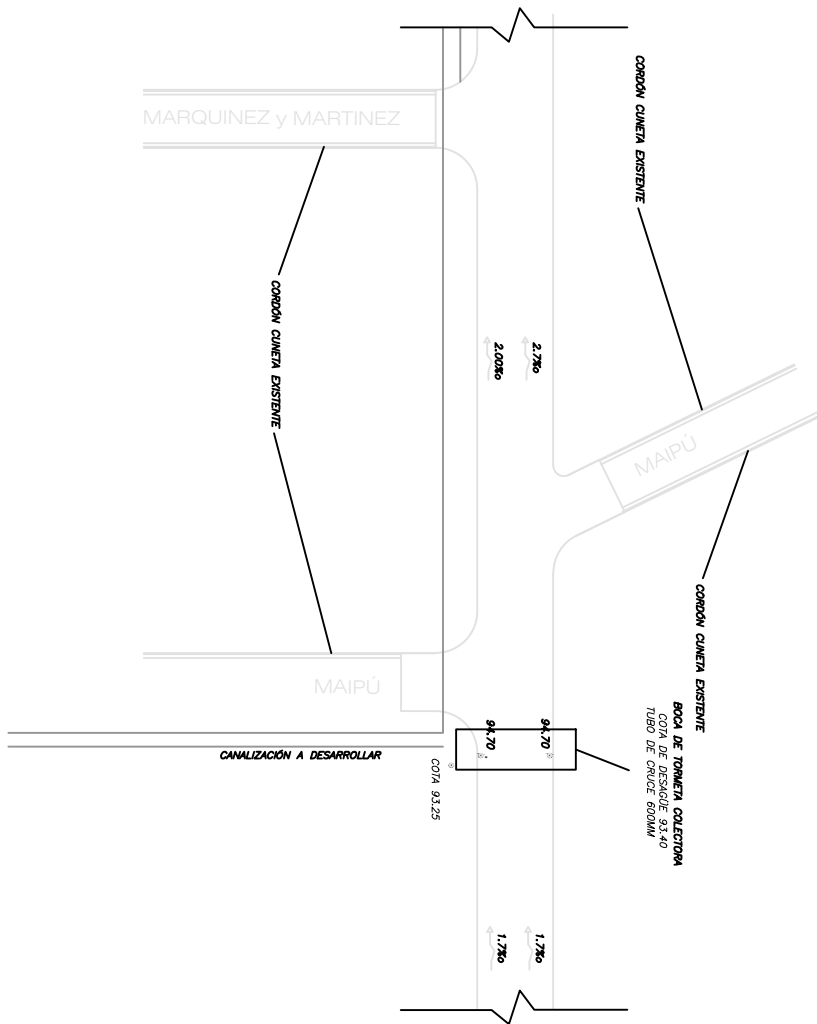 CORDÓN CUNETA EXISTENTE
MARQUINEZ y MARTINEZ
CORDÓN CUNETA EXISTENTE
2.00‰
2.7‰
MAIPÚ
CORDÓN CUNETA EXISTENTE
MAIPÚ
BOCA DE TORMETA COLECTORA
COTA DE DESAGÜE 93.40
TUBO DE CRUCE 600MM
94.70
94.70
CANALIZACIÓN A DESARROLLAR
COTA 93.25
1.7‰
1.7‰